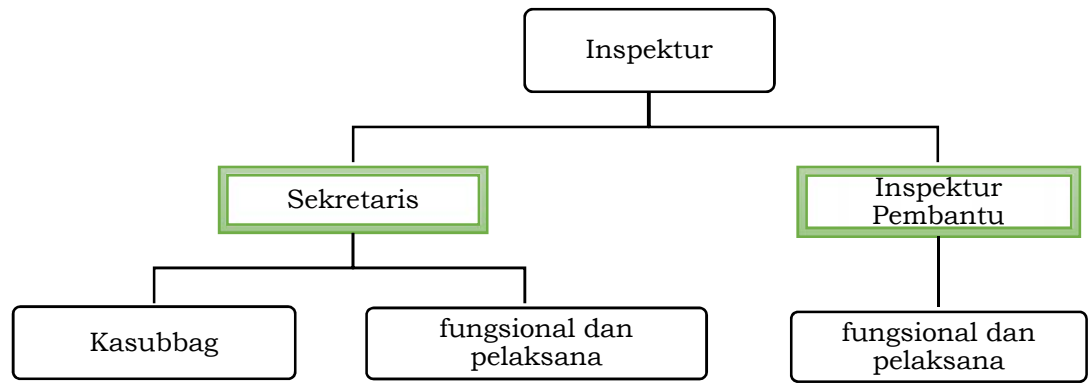 Inspektur
Sekretaris
Inspektur
Pembantu
Kasubbag
fungsional dan
pelaksana
fungsional dan
pelaksana